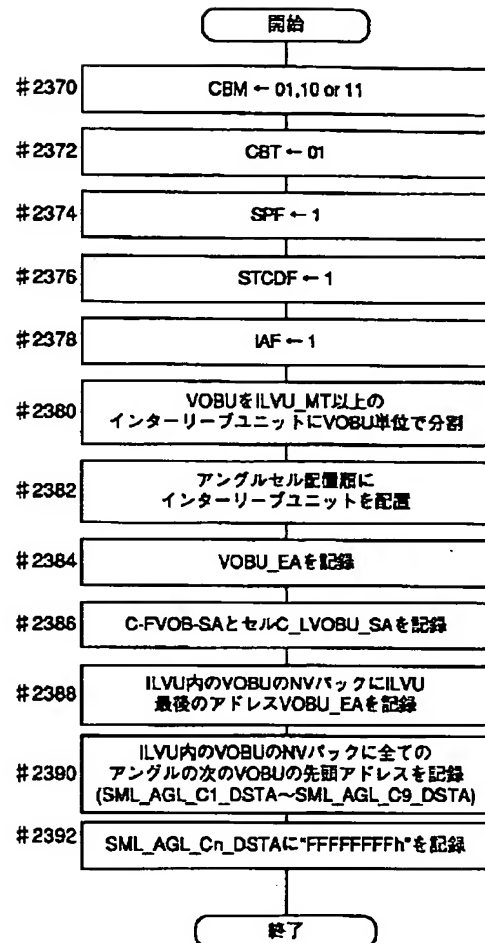 開始
#2370
CBM ← 01,10 or 11
#2372
CBT ← 01
#2374
SPF ← 1
#2376
STCDF ← 1
#2378
IAF ← 1
#2380
VOBUをILVU_MT以上の
インターリーブユニットにVOBU単位で分割
#2382
アングルセル配置順に
インターリーブユニットを配置
#2384
VOBU_EAを記録
#2386
C-FVOB-SAとセルC_LVOBU_SAを記録
#2388
ILVU内のVOBUのNVパックにILVU
最後のアドレスVOBU_EAを記録
#2390
ILVU内のVOBUのNVパックに全ての
アングルの次のVOBUの先頭アドレスを記録
(SML_AGL_C1_DSTA～SML_AGL_C9_DSTA)
#2392
SML_AGL_Cn_DSTAに"FFFFFFFFh"を記録
終了